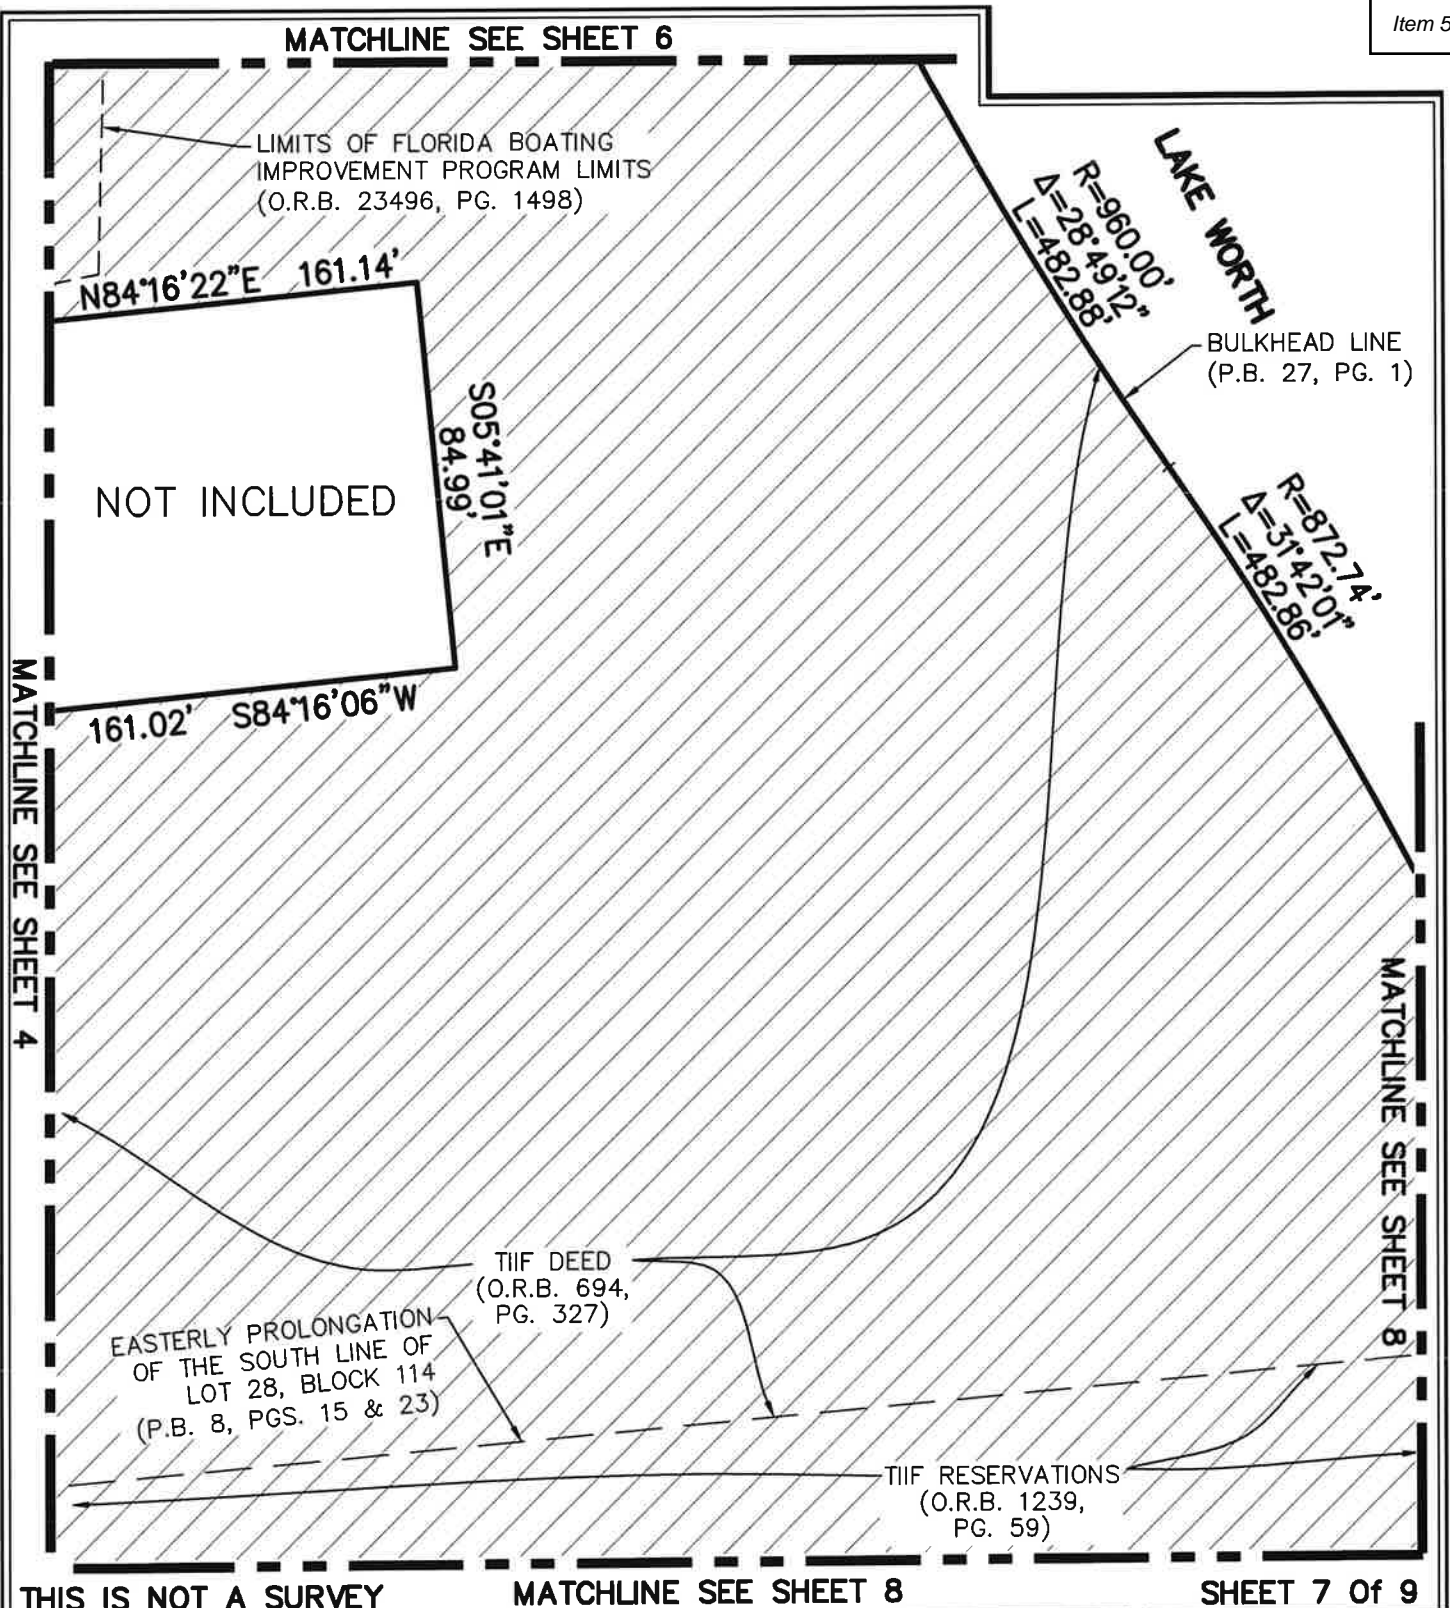 Item 5
MATCHLINE SEE SHEET 6
LIMITS OF FLORIDA BOATING
IMPROVEMENT PROGRAM LIMITS
(O.R.B. 23496, PG. 1498)
LAKE WORTH
R=960.00'
Δ=28°49'12"
L=482.88'
N84°16'22"E 161.14'
BULKHEAD LINE
(P.B. 27, PG. 1)
S05°41'01"E
84.99'
NOT INCLUDED
R=872.74'
Δ=31°42'01"
L=482.86'
161.02' S84°16'06"W
MATCHLINE SEE SHEET 4
MATCHLINE SEE SHEET 8
TIIF DEED
(O.R.B. 694,
PG. 327)
EASTERLY PROLONGATION
OF THE SOUTH LINE OF
LOT 28, BLOCK 114
(P.B. 8, PGS. 15 & 23)
TIIF RESERVATIONS
(O.R.B. 1239,
PG. 59)
THIS IS NOT A SURVEY
MATCHLINE SEE SHEET 8
SHEET 7 Of 9